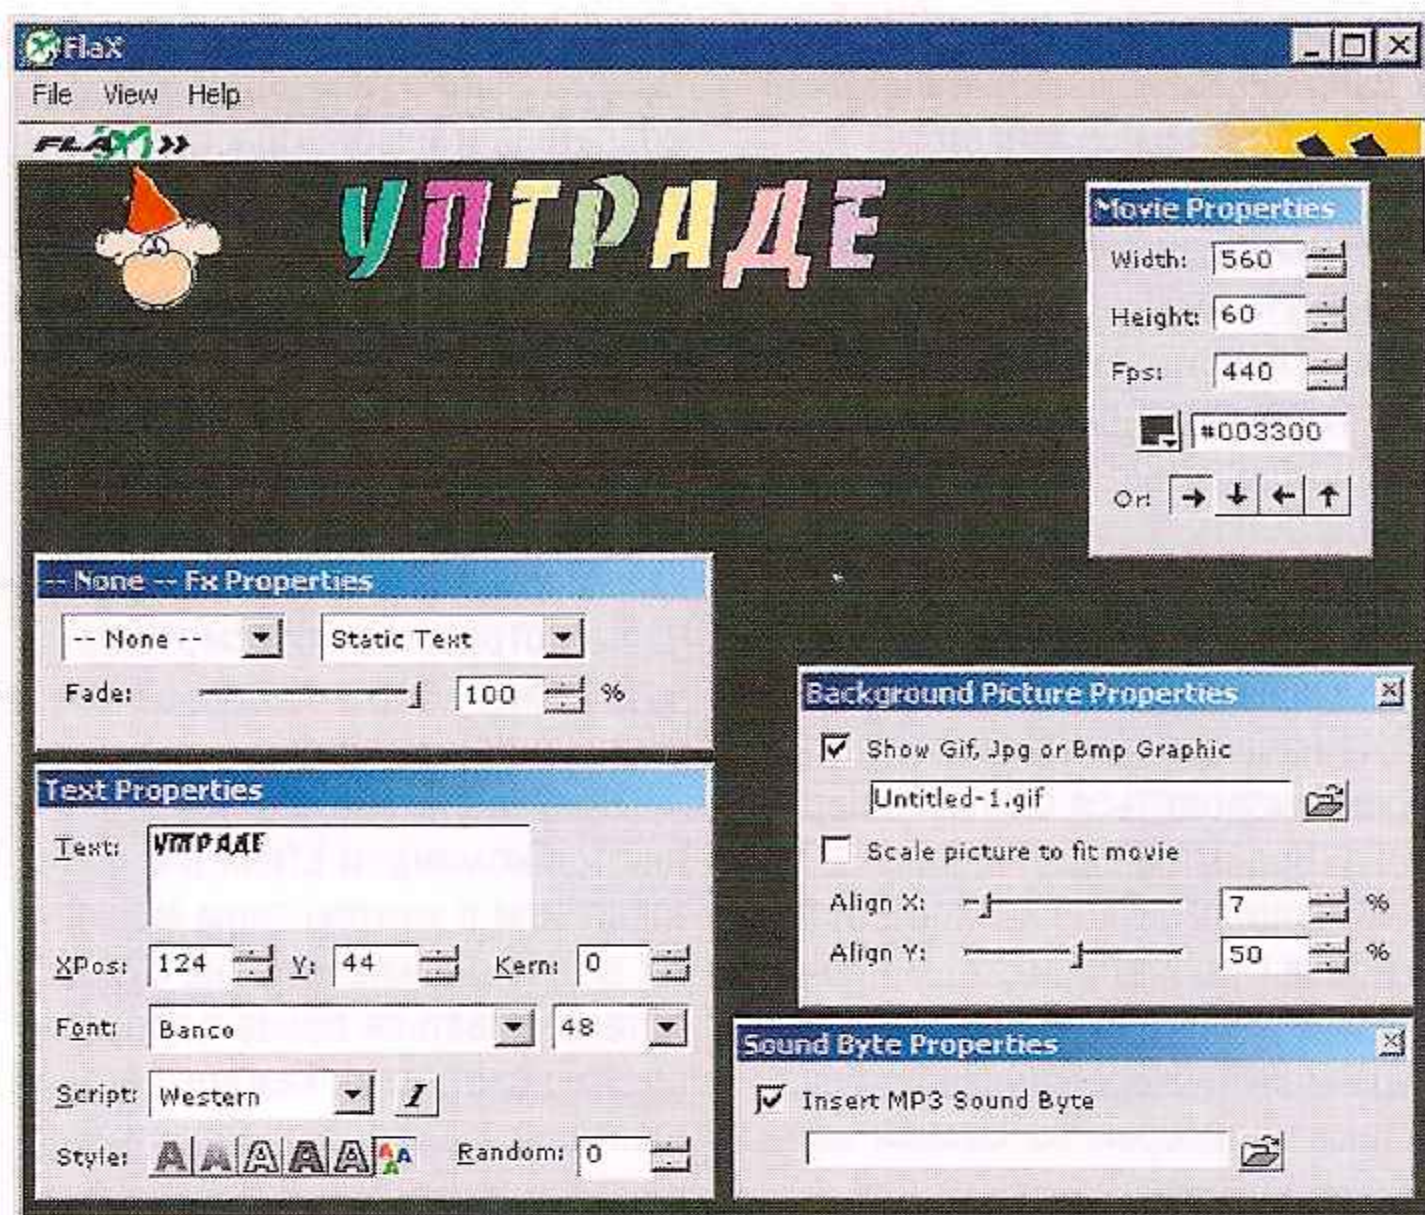 FlaX
File View Help
FLAX »
УПГРАДЕ
Movie Properties
Width: 560
Height: 60
Fps: 440
#003300
Or:
-- None -- Fx Properties
-- None -- Static Text
Fade: 100 %
Text Properties
Text: УПГРАДЕ
XPos: 124 Y: 44 Kern: 0
Font: Banco 48
Script: Western I
Style: A A A A A AAA Random: 0
Background Picture Properties
Show Gif, Jpg or Bmp Graphic
Untitled-1.gif
Scale picture to fit movie
Align X: 7 %
Align Y: 50 %
Sound Byte Properties
Insert MP3 Sound Byte